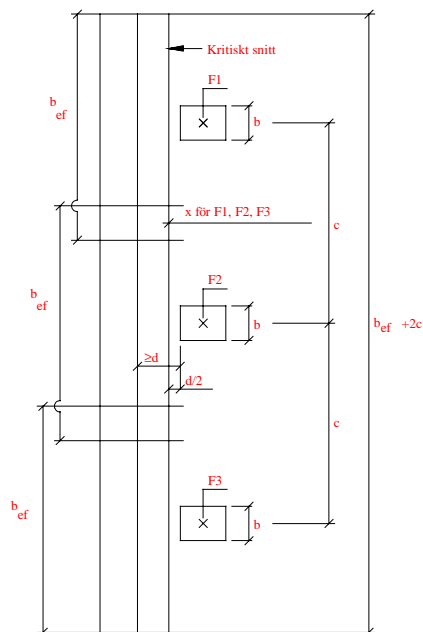 Kritiskt snitt
F1
b
ef
b
x för F1, F2, F3
c
F2
b
ef
b
b
ef +2c
≥d
d/2
c
F3
b
ef
b